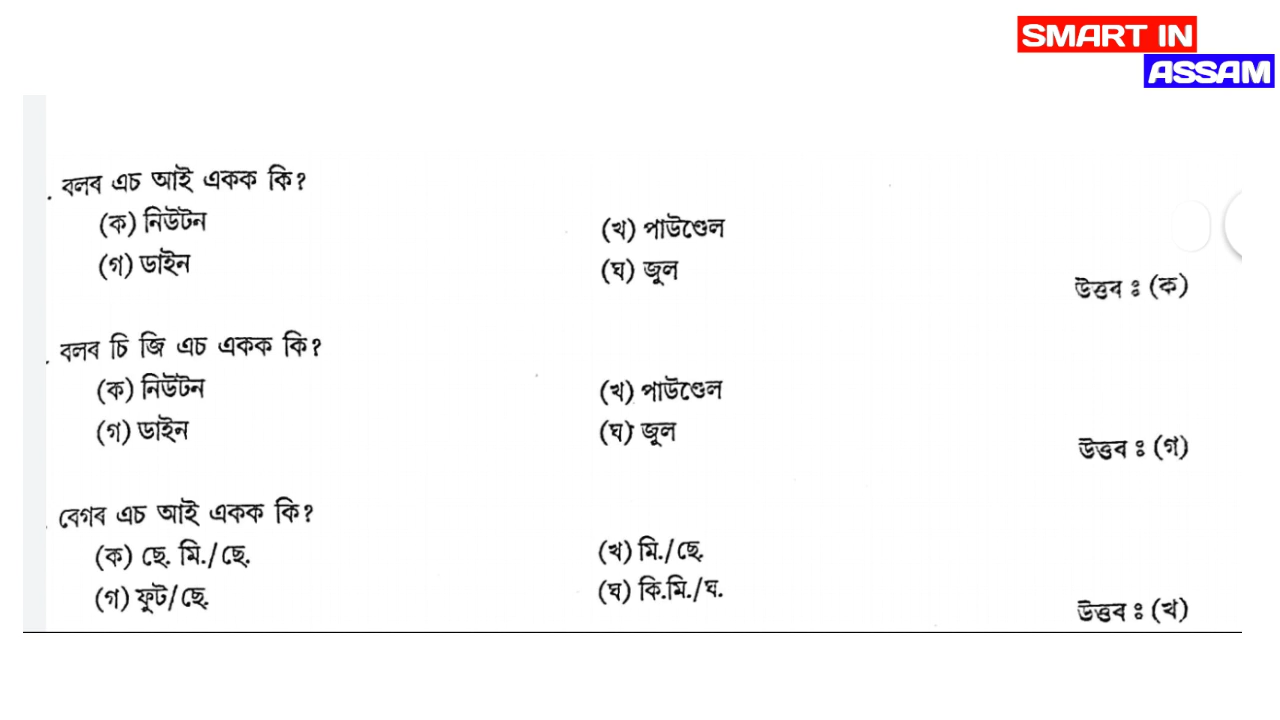 SMART IN
ASSAM
. বলৰ এচ আই একক কি?
(ক) নিউটন (খ) পাউণ্ডেল
(গ) ডাইন (ঘ) জুল
উত্তৰ ঃ (ক)
. বলৰ চি জি এচ একক কি?
(ক) নিউটন (খ) পাউণ্ডেল
(গ) ডাইন (ঘ) জুল
উত্তৰ ঃ (গ)
. বেগৰ এচ আই একক কি?
(ক) ছে. মি./ছে. (খ) মি./ছে.
(গ) ফুট/ছে. (ঘ) কি.মি./ঘ.
উত্তৰ ঃ (খ)